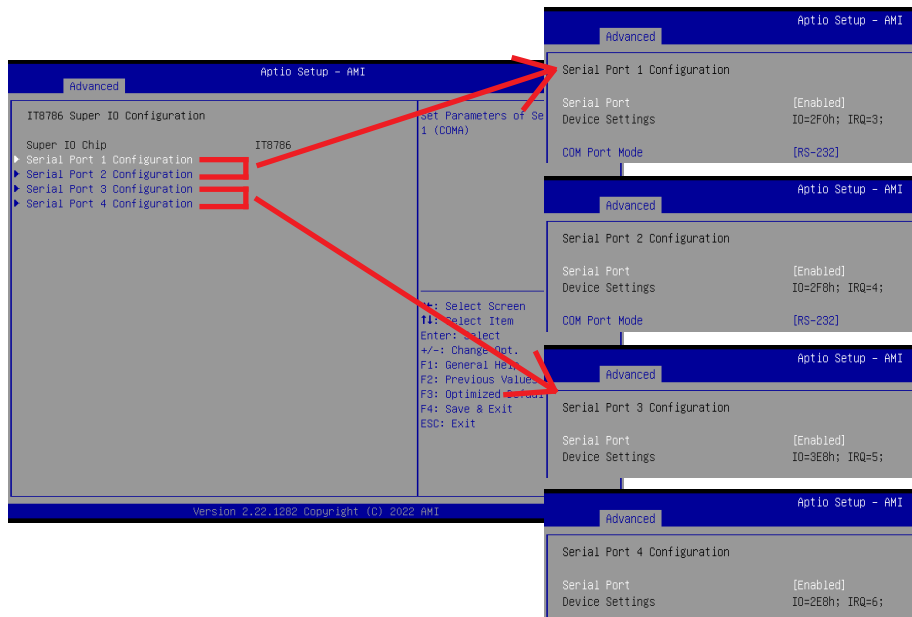 Aptio Setup - AMI
Advanced
IT8786 Super IO Configuration
Super IO Chip IT8786
Serial Port 1 Configuration
Serial Port 2 Configuration
Serial Port 3 Configuration
Serial Port 4 Configuration
Set Parameters of Se
1 (COMA)
: Select Screen
↑↓: Select Item
Enter: Select
+/-: Change Opt.
F1: General Help
F2: Previous Values
F3: Optimized
F4: Save & Exit
ESC: Exit
Version 2.22.1282 Copyright (C) 2022 AMI
Aptio Setup - AMI
Advanced
Serial Port 1 Configuration
Serial Port [Enabled]
Device Settings IO=2F0h; IRQ=3;
COM Port Mode [RS-232]
Aptio Setup - AMI
Advanced
Serial Port 2 Configuration
Serial Port [Enabled]
Device Settings IO=2F8h; IRQ=4;
COM Port Mode [RS-232]
Aptio Setup - AMI
Advanced
Serial Port 3 Configuration
Serial Port [Enabled]
Device Settings IO=3E8h; IRQ=5;
Aptio Setup - AMI
Advanced
Serial Port 4 Configuration
Serial Port [Enabled]
Device Settings IO=2E8h; IRQ=6;